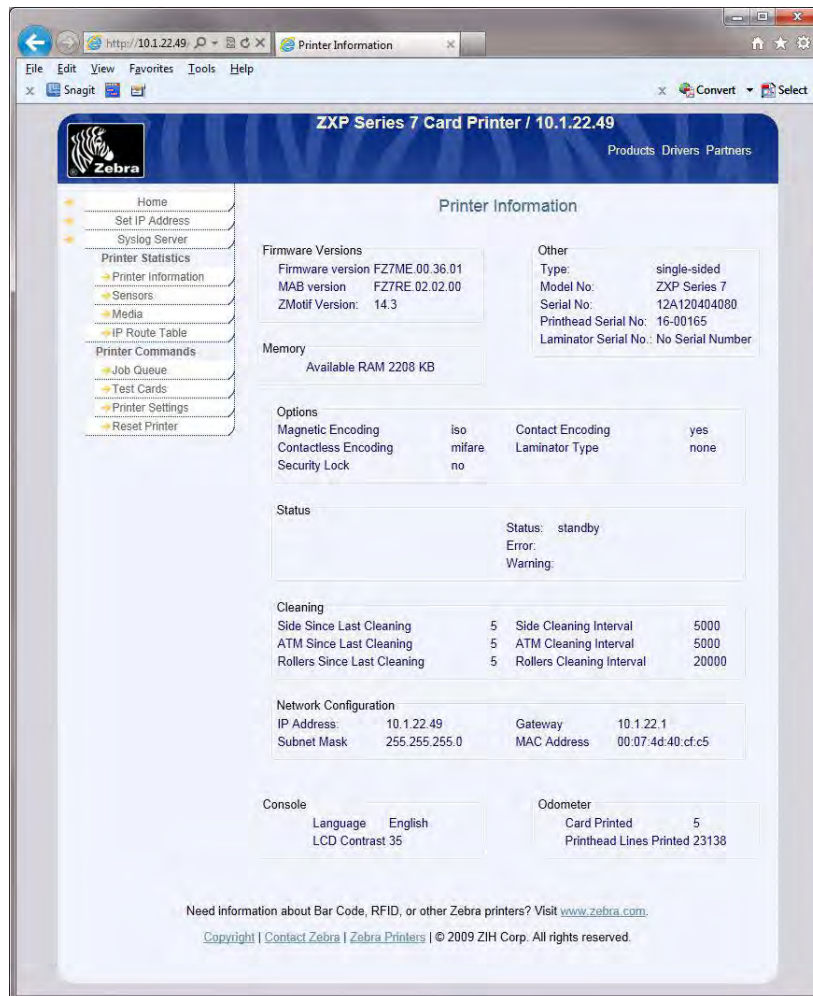 http://10.1.22.49
Printer Information
File Edit View Favorites Tools Help
Snagit
Convert
Select
Zebra
ZXP Series 7 Card Printer / 10.1.22.49
Products Drivers Partners
Home
Set IP Address
Syslog Server
Printer Statistics
Printer Information
Sensors
Media
IP Route Table
Printer Commands
Job Queue
Test Cards
Printer Settings
Reset Printer
Printer Information
Firmware Versions
Firmware version FZ7ME.00.36.01
MAB version FZ7RE.02.02.00
ZMotif Version: 14.3
Other
Type: single-sided
Model No: ZXP Series 7
Serial No: 12A120404080
Printhead Serial No: 16-00165
Laminator Serial No.: No Serial Number
Memory
Available RAM 2208 KB
Options
Magnetic Encoding iso Contact Encoding yes
Contactless Encoding mifare Laminator Type none
Security Lock no
Status
Status: standby
Error:
Warning:
Cleaning
Side Since Last Cleaning 5 Side Cleaning Interval 5000
ATM Since Last Cleaning 5 ATM Cleaning Interval 5000
Rollers Since Last Cleaning 5 Rollers Cleaning Interval 20000
Network Configuration
IP Address: 10.1.22.49 Gateway 10.1.22.1
Subnet Mask 255.255.255.0 MAC Address 00:07:4d:40:cf:c5
Console
Language English
LCD Contrast 35
Odometer
Card Printed 5
Printhead Lines Printed 23138
Need information about Bar Code, RFID, or other Zebra printers? Visit www.zebra.com.
Copyright | Contact Zebra | Zebra Printers | © 2009 ZIH Corp. All rights reserved.